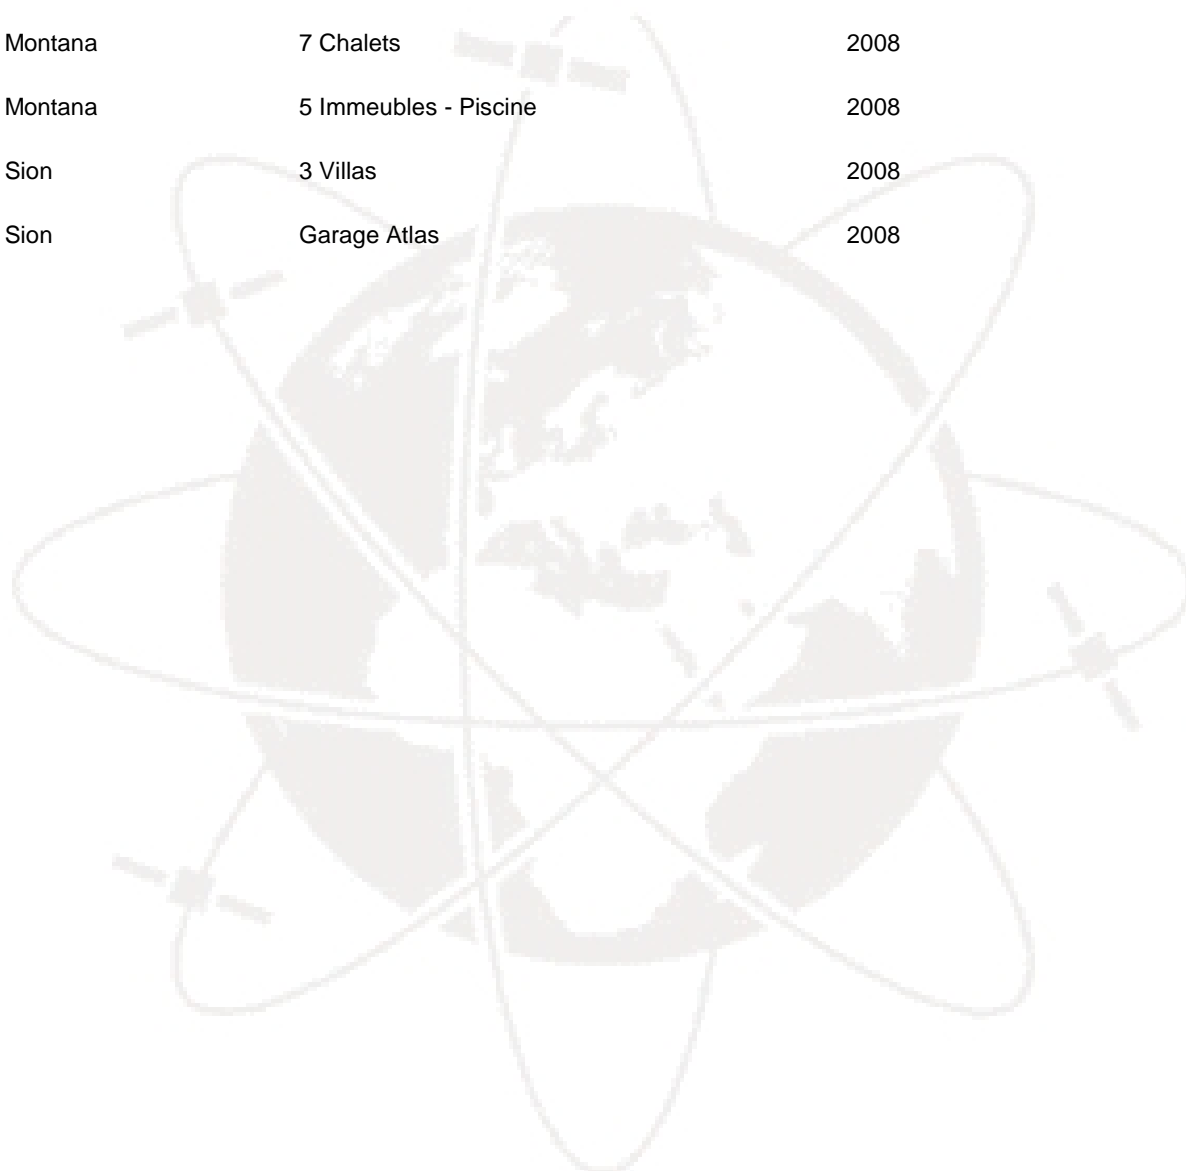 Montana 7 Chalets 2008
Montana 5 Immeubles - Piscine 2008
Sion 3 Villas 2008
Sion Garage Atlas 2008